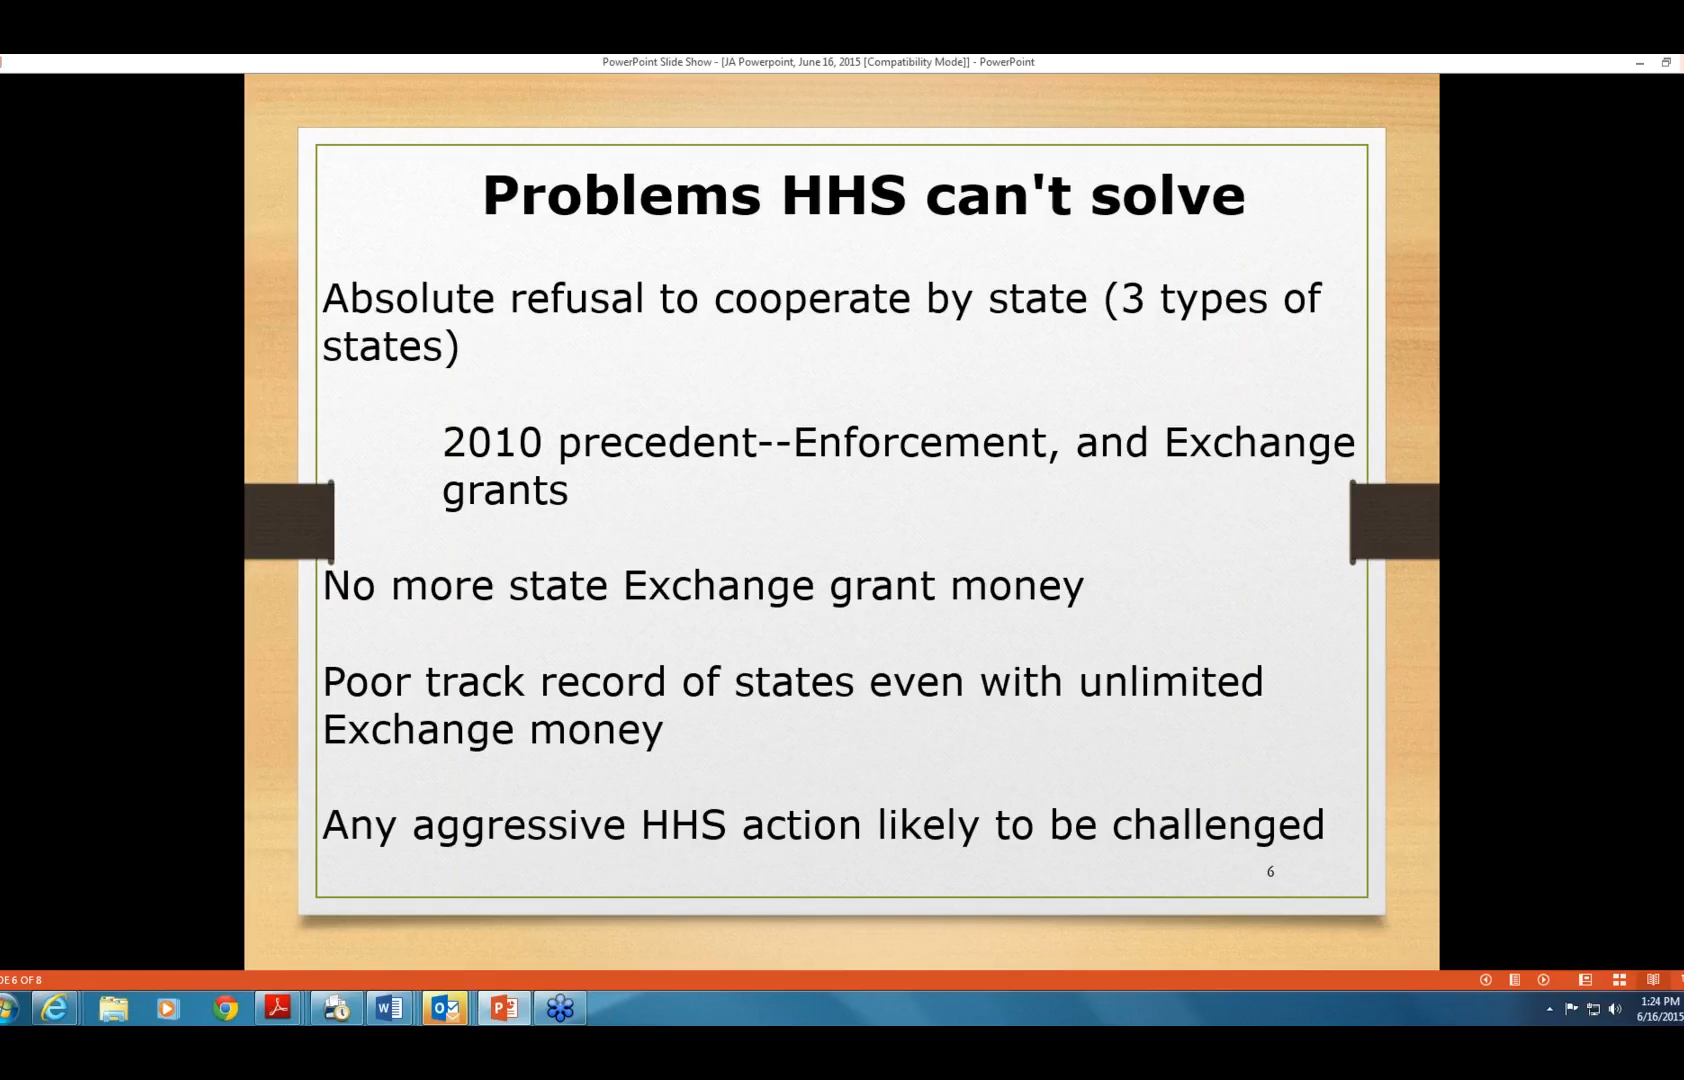 PowerPoint Slide Show - [JA Powerpoint, June 16, 2015 [Compatibility Mode]] - PowerPoint
Problems HHS can't solve
Absolute refusal to cooperate by state (3 types of
states)
2010 precedent--Enforcement, and Exchange
grants
No more state Exchange grant money
Poor track record of states even with unlimited
Exchange money
Any aggressive HHS action likely to be challenged
6
DE 6 OF 8
1:24 PM
6/16/2015